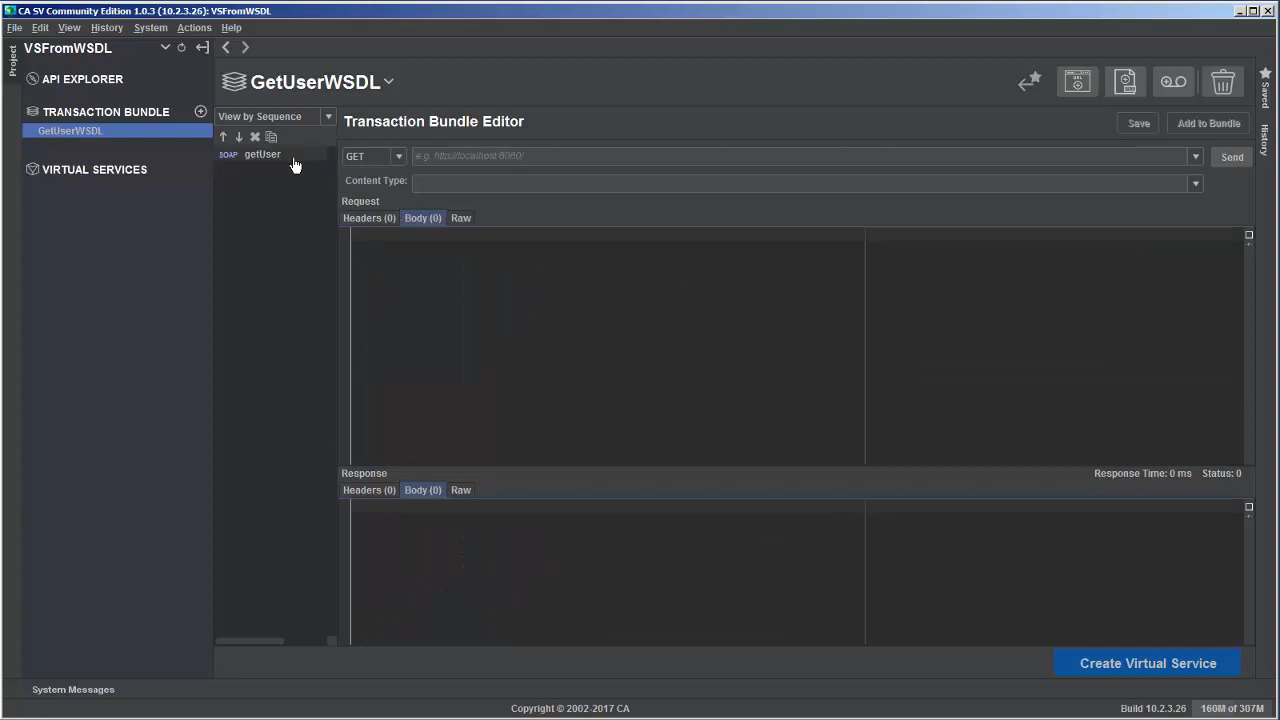 CA SV Community Edition 1.0.3 (10.2.3.26): VSFromWSDL
File Edit View History System Actions Help
Project
VSFromWSDL
API EXPLORER
TRANSACTION BUNDLE
GetUserWSDL
VIRTUAL SERVICES
GetUserWSDL
View by Sequence
SOAP getUser
Transaction Bundle Editor
Save Add to Bundle
GET e.g. http://localhost:8080/ Send
Content Type:
Request
Headers (0) Body (0) Raw
Response Response Time: 0 ms Status: 0
Headers (0) Body (0) Raw
Create Virtual Service
Saved
History
System Messages
Copyright © 2002-2017 CA Build 10.2.3.26 160M of 307M